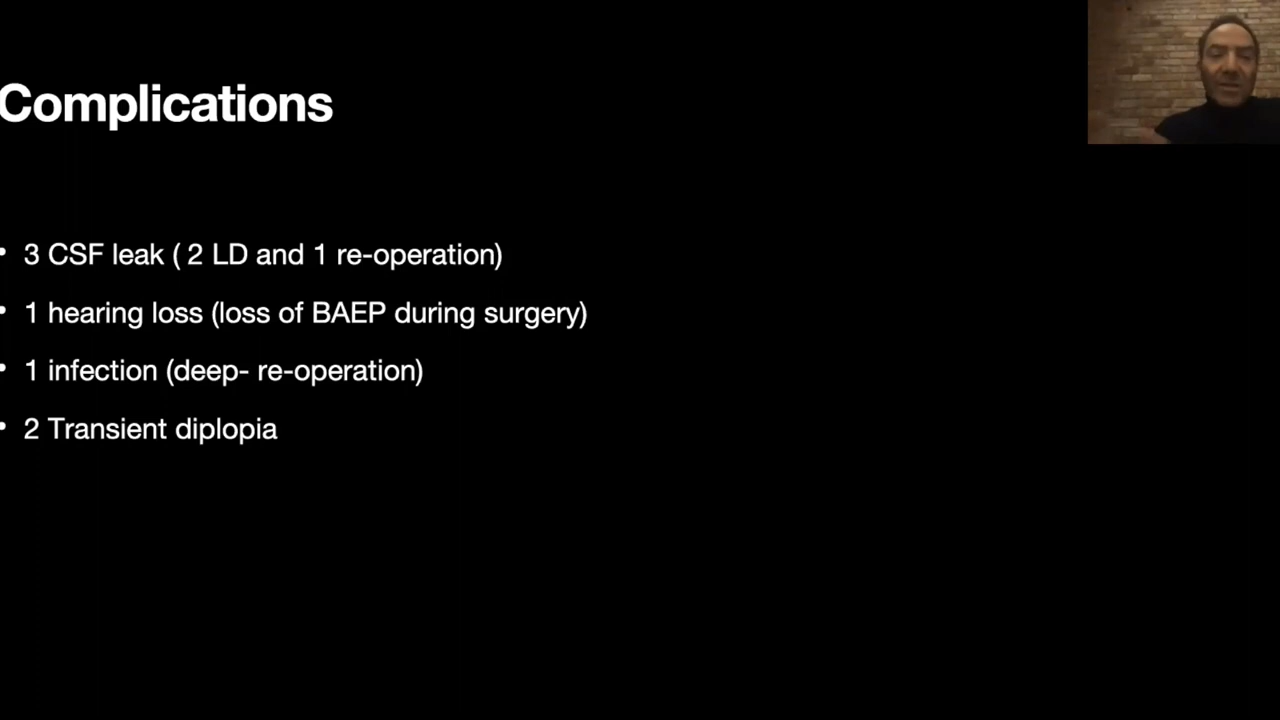 Complications
• 3 CSF leak ( 2 LD and 1 re-operation)
• 1 hearing loss (loss of BAEP during surgery)
• 1 infection (deep- re-operation)
• 2 Transient diplopia